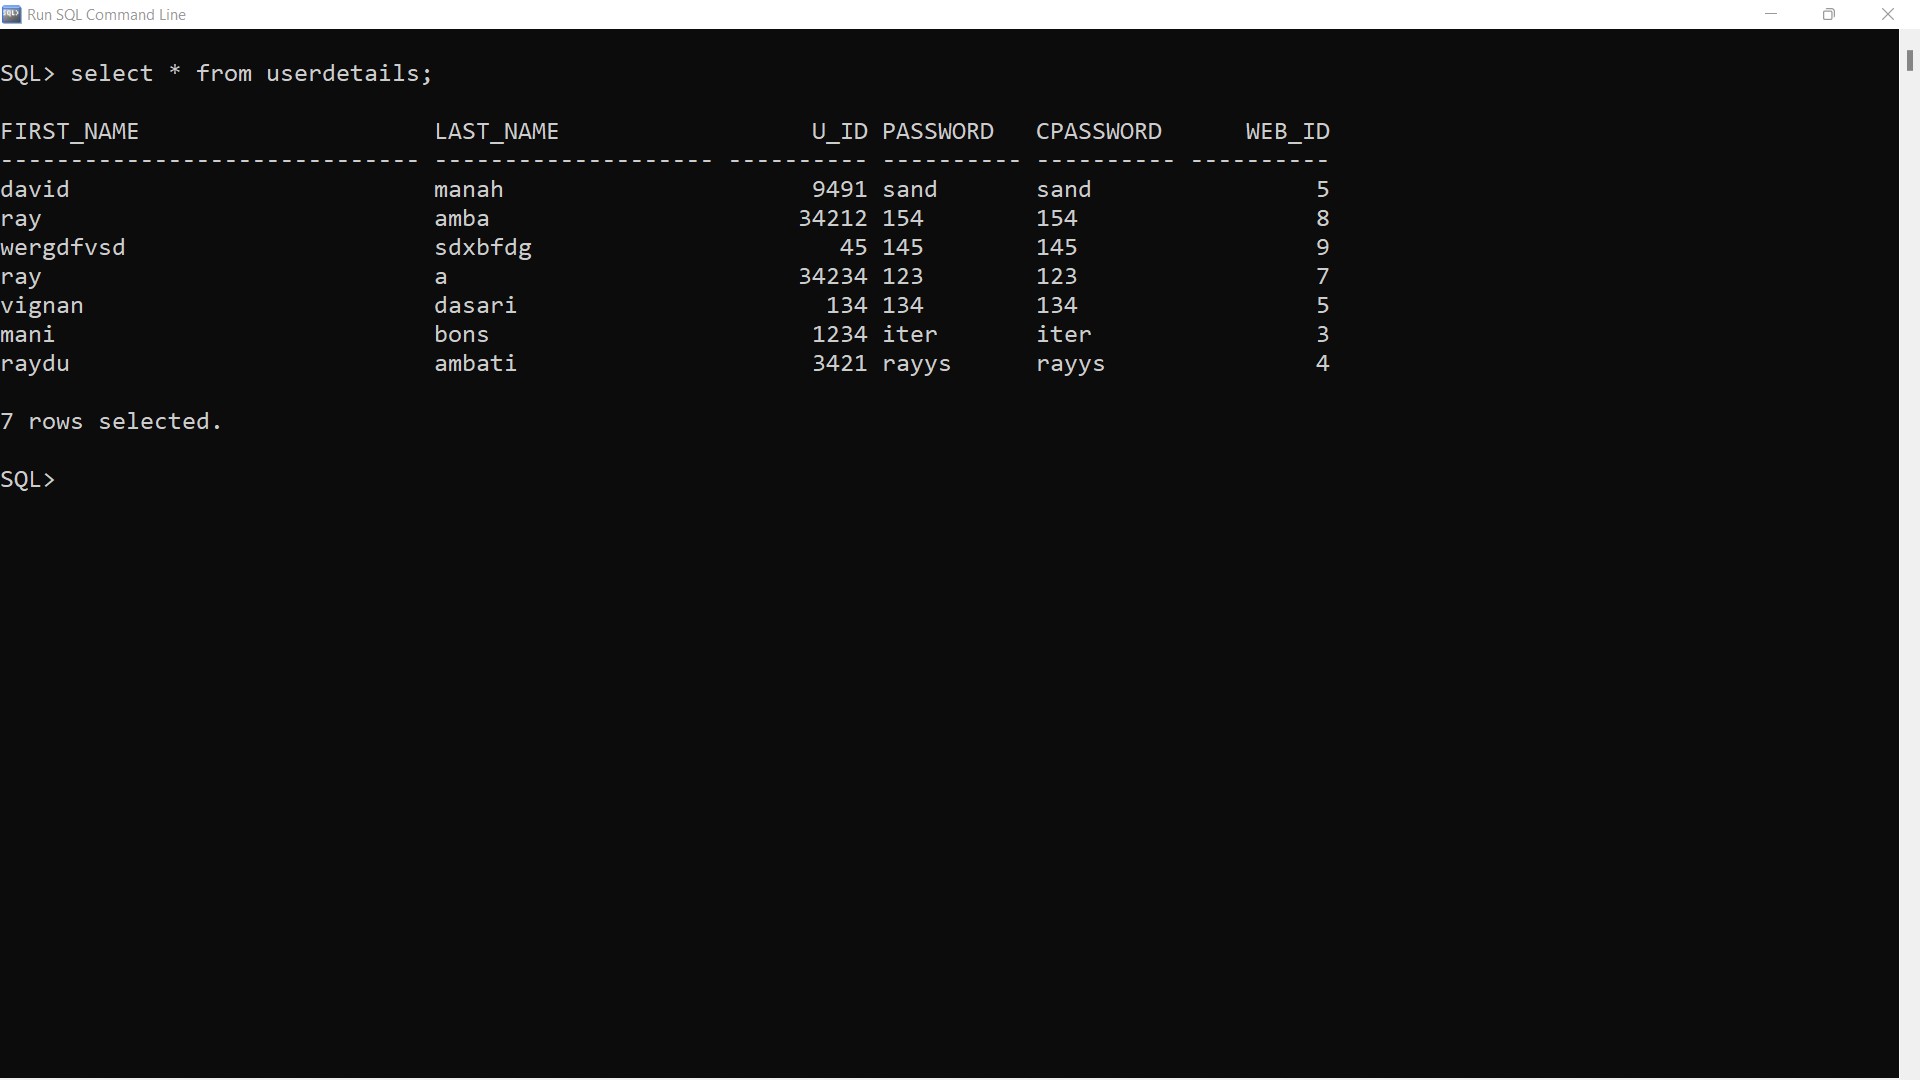 Run SQL Command Line
SQL> select * from userdetails;
FIRST_NAME                     LAST_NAME                  U_ID PASSWORD   CPASSWORD      WEB_ID
------------------------------ -------------------- ---------- ---------- ---------- ----------
david                          manah                      9491 sand       sand                5
ray                            amba                      34212 154        154                 8
wergdfvsd                      sdxbfdg                      45 145        145                 9
ray                            a                         34234 123        123                 7
vignan                         dasari                      134 134        134                 5
mani                           bons                       1234 iter       iter                3
raydu                          ambati                     3421 rayys      rayys               4
7 rows selected.
SQL>